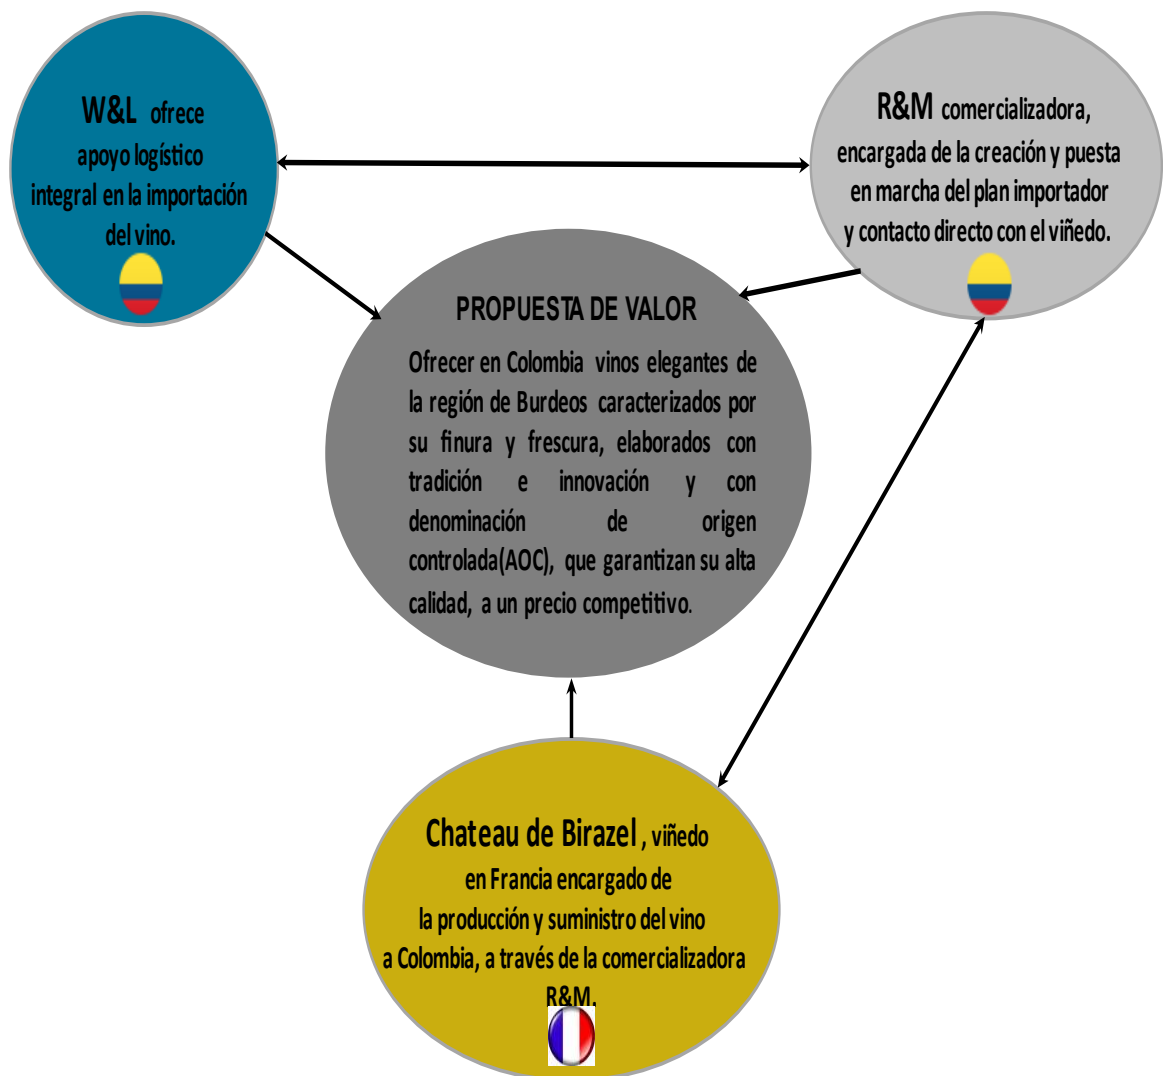 W&L ofrece
apoyo logístico
integral en la importación
del vino.
R&M comercializadora,
encargada de la creación y puesta
en marcha del plan importador
y contacto directo con el viñedo.
PROPUESTA DE VALOR
Ofrecer en Colombia vinos elegantes de
la región de Burdeos caracterizados por
su finura y frescura, elaborados con
tradición e innovación y con
denominación de origen
controlada(AOC), que garantizan su alta
calidad, a un precio competitivo.
Chateau de Birazel , viñedo
en Francia encargado de
la producción y suministro del vino
a Colombia, a través de la comercializadora
R&M.